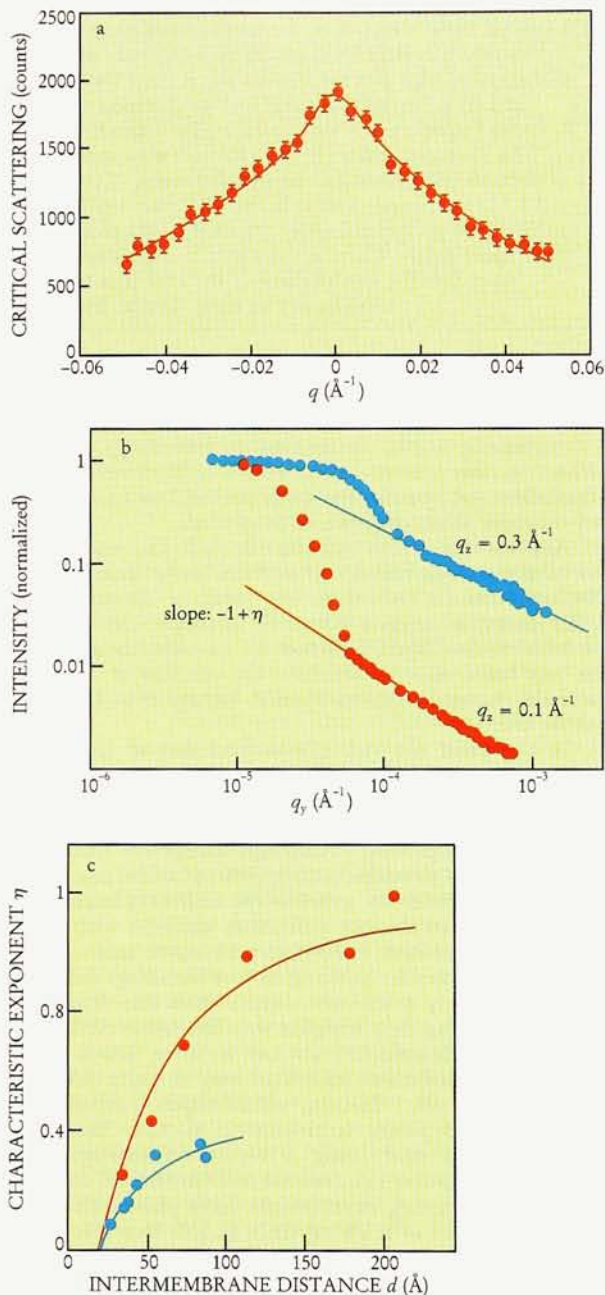 a
2500
2000
1500
1000
500
0
CRITICAL SCATTERING (counts)
−0.06 −0.04 −0.02 0 0.02 0.04 0.06
q (Å⁻¹)
b
1
0.1
0.01
INTENSITY (normalized)
q_z = 0.3 Å⁻¹
slope: −1 + η
q_z = 0.1 Å⁻¹
10⁻⁶ 10⁻⁵ 10⁻⁴ 10⁻³
q_y (Å⁻¹)
c
1
0.8
0.4
0
CHARACTERISTIC EXPONENT η
0 50 100 150 200
INTERMEMBRANE DISTANCE d (Å)